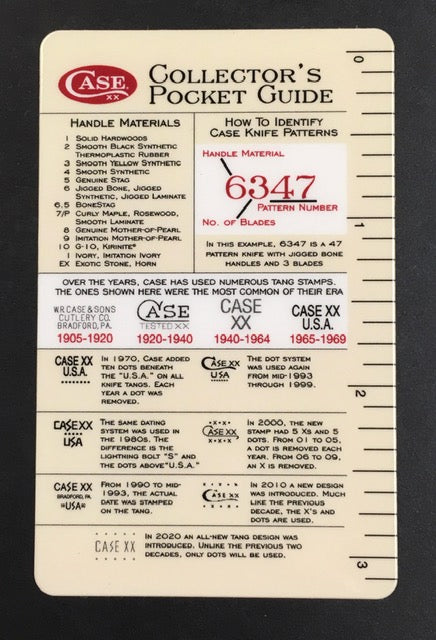 CASE XX
COLLECTOR'S
POCKET GUIDE
HANDLE MATERIALS
1 SOLID HARDWOODS
2 SMOOTH BLACK SYNTHETIC
THERMOPLASTIC RUBBER
3 SMOOTH YELLOW SYNTHETIC
4 SMOOTH SYNTHETIC
5 GENUINE STAG
6 JIGGED BONE, JIGGED
SYNTHETIC, JIGGED LAMINATE
6.5 BONESTAG
7/P CURLY MAPLE, ROSEWOOD,
SMOOTH LAMINATE
8 GENUINE MOTHER-OF-PEARL
9 IMITATION MOTHER-OF-PEARL
10 G-10, KIRINITE®
I IVORY, IMITATION IVORY
EX EXOTIC STONE, HORN
HOW TO IDENTIFY
CASE KNIFE PATTERNS
HANDLE MATERIAL
6347
PATTERN NUMBER
NO. OF BLADES
IN THIS EXAMPLE, 6347 IS A 47
PATTERN KNIFE WITH JIGGED BONE
HANDLES AND 3 BLADES
OVER THE YEARS, CASE HAS USED NUMEROUS TANG STAMPS.
THE ONES SHOWN HERE WERE THE MOST COMMON OF THEIR ERA
W.R.CASE & SONS
CUTLERY CO.
BRADFORD, PA.
1905-1920
CASE
TESTED XX
1920-1940
CASE
XX
1940-1964
CASE XX
U.S.A.
1965-1969
CASE XX
U.S.A.
IN 1970, CASE ADDED
TEN DOTS BENEATH
THE "U.S.A." ON ALL
KNIFE TANGS. EACH
YEAR A DOT WAS
REMOVED.
CASE XX
USA
THE DOT SYSTEM
WAS USED AGAIN
FROM MID-1993
THROUGH 1999.
CASE XX
USA
THE SAME DATING
SYSTEM WAS USED IN
THE 1980S. THE
DIFFERENCE IS THE
LIGHTNING BOLT "S" AND
THE DOTS ABOVE"U.S.A."
CASE XX
IN 2000, THE NEW
STAMP HAD 5 XS AND 5
DOTS. FROM 01 TO 05,
A DOT IS REMOVED EACH
YEAR. FROM 06 TO 09,
AN X IS REMOVED.
CASE XX
BRADFORD, PA.
USA
FROM 1990 TO MID-
1993, THE ACTUAL
DATE WAS STAMPED
ON THE TANG.
CASE XX
IN 2010 A NEW DESIGN
WAS INTRODUCED. MUCH
LIKE THE PREVIOUS
DECADE, THE X'S AND
DOTS ARE USED.
CASE XX
IN 2020 AN ALL-NEW TANG DESIGN WAS
INTRODUCED. UNLIKE THE PREVIOUS TWO
DECADES, ONLY DOTS WILL BE USED.
0
1
2
3